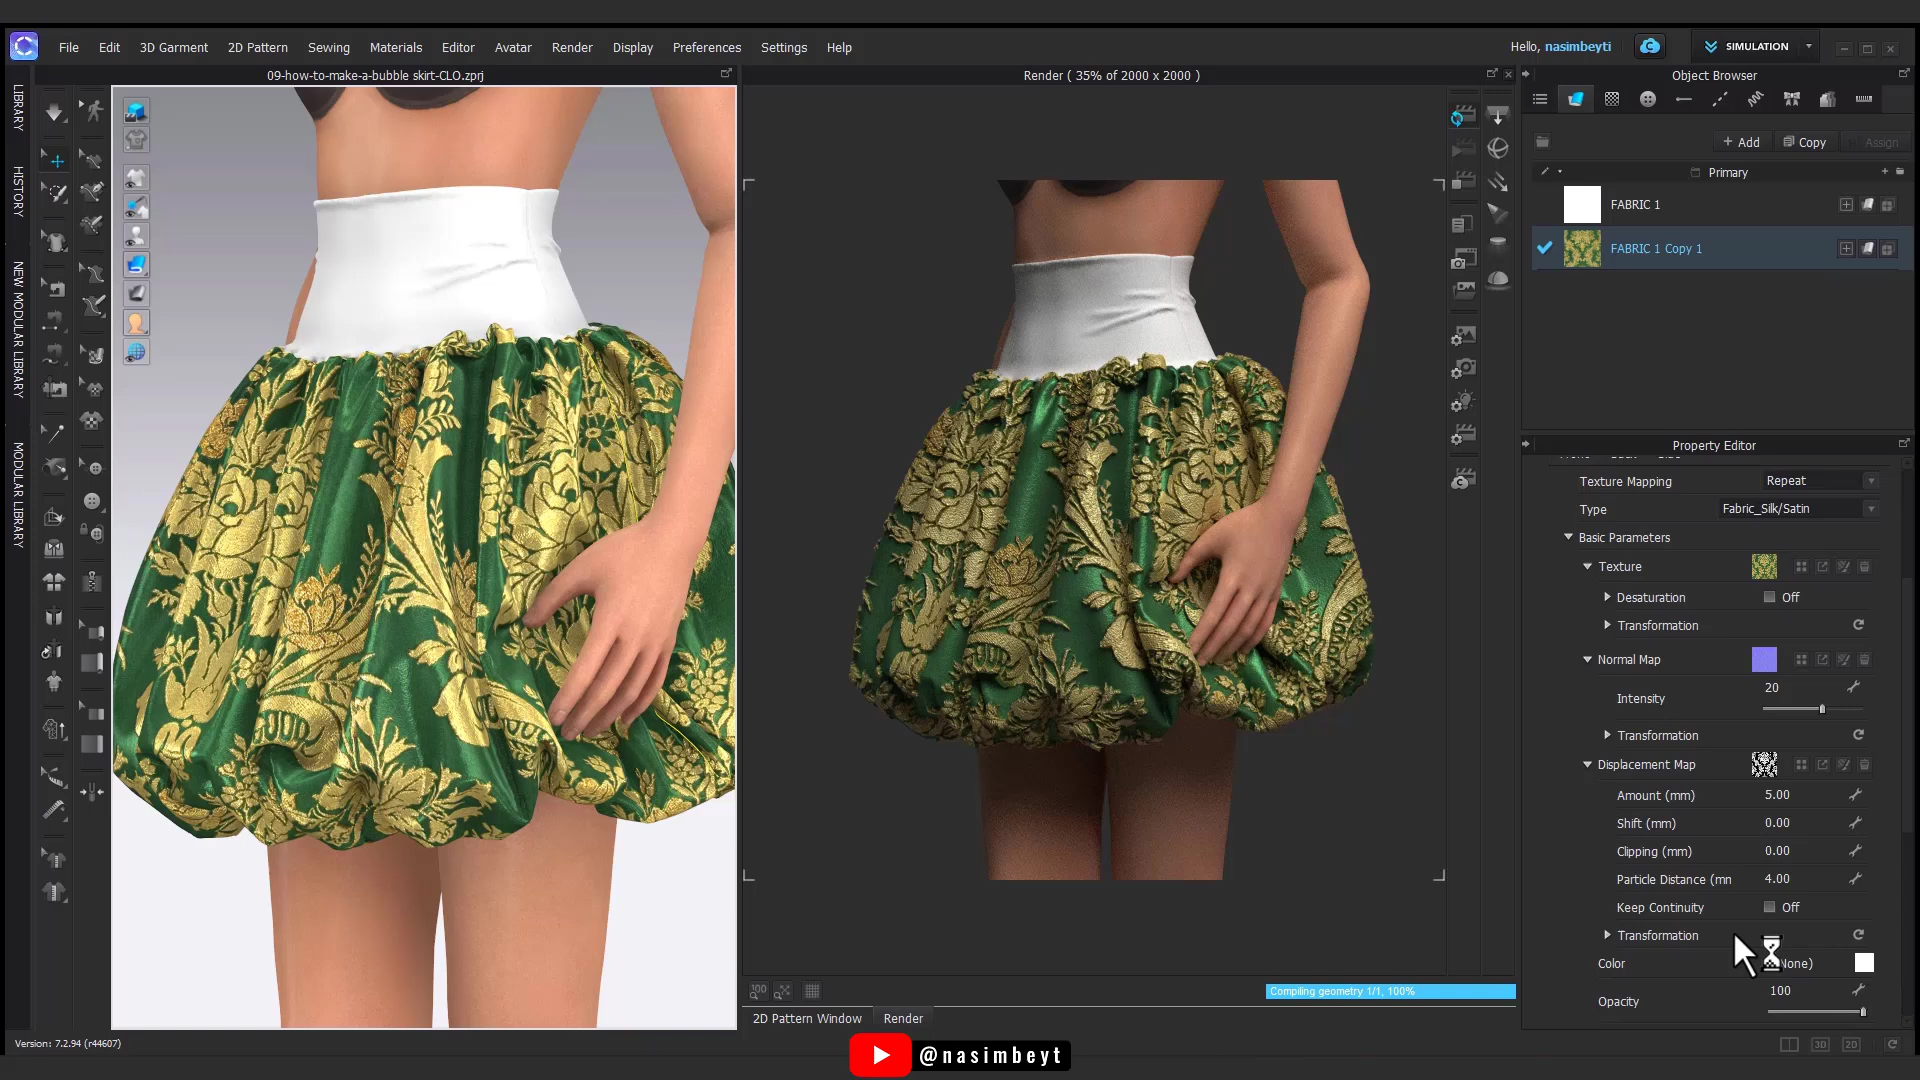 File Edit 3D Garment 2D Pattern Sewing Materials Editor Avatar Render Display Preferences Settings Help
Hello, nasimbeyti
SIMULATION
09-how-to-make-a-bubble skirt-CLO.zprj
Render ( 35% of 2000 x 2000 )
Object Browser
LIBRARY
HISTORY
NEW MODULAR LIBRARY
MODULAR LIBRARY
+ Add
Copy
Assign
Primary
FABRIC 1
FABRIC 1 Copy 1
Property Editor
Texture Mapping Repeat
Type Fabric_Silk/Satin
Basic Parameters
Texture
Desaturation Off
Transformation
Normal Map
20
Intensity
Transformation
Displacement Map
Amount (mm) 5.00
Shift (mm) 0.00
Clipping (mm) 0.00
Particle Distance (mn 4.00
Keep Continuity Off
Transformation
Color None)
100
Opacity
100
Compiling geometry 1/1, 100%
2D Pattern Window Render
Version: 7.2.94 (r44607)
3D 2D
@nasimbeyt